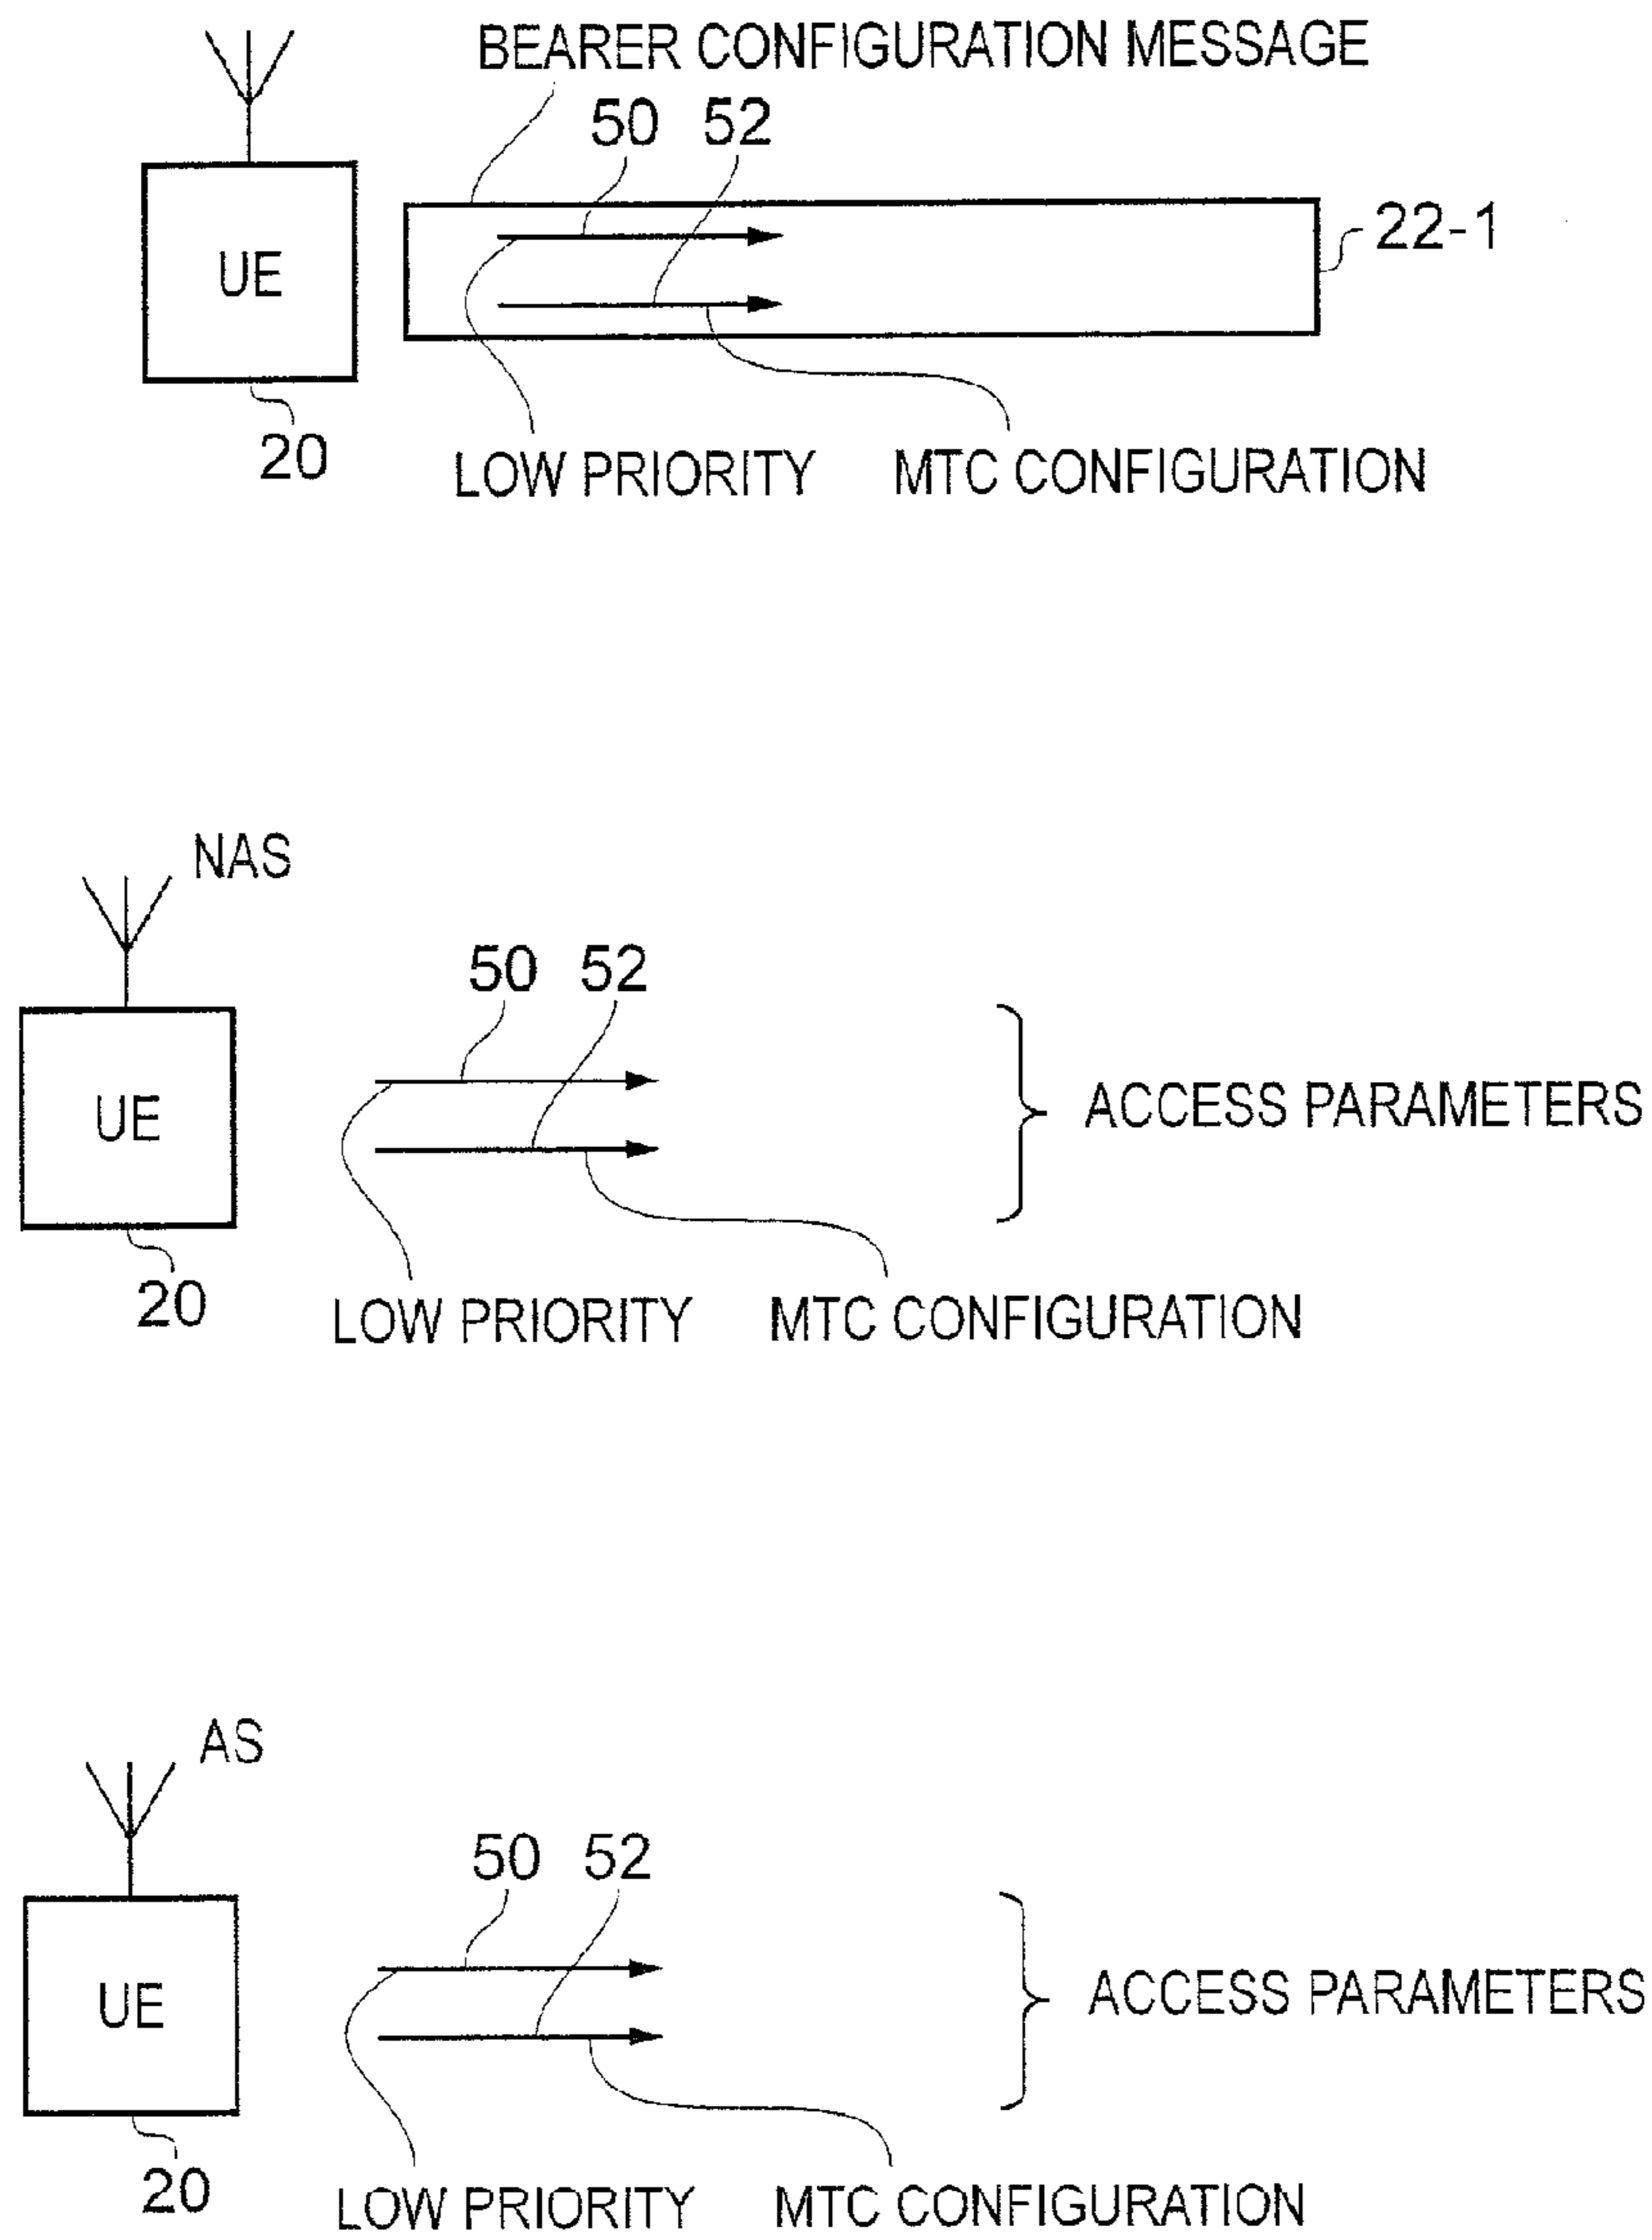 BEARER CONFIGURATION MESSAGE
50 52
UE
22-1
20
LOW PRIORITY MTC CONFIGURATION
NAS
50 52
UE
ACCESS PARAMETERS
20
LOW PRIORITY MTC CONFIGURATION
AS
50 52
UE
ACCESS PARAMETERS
20
LOW PRIORITY MTC CONFIGURATION